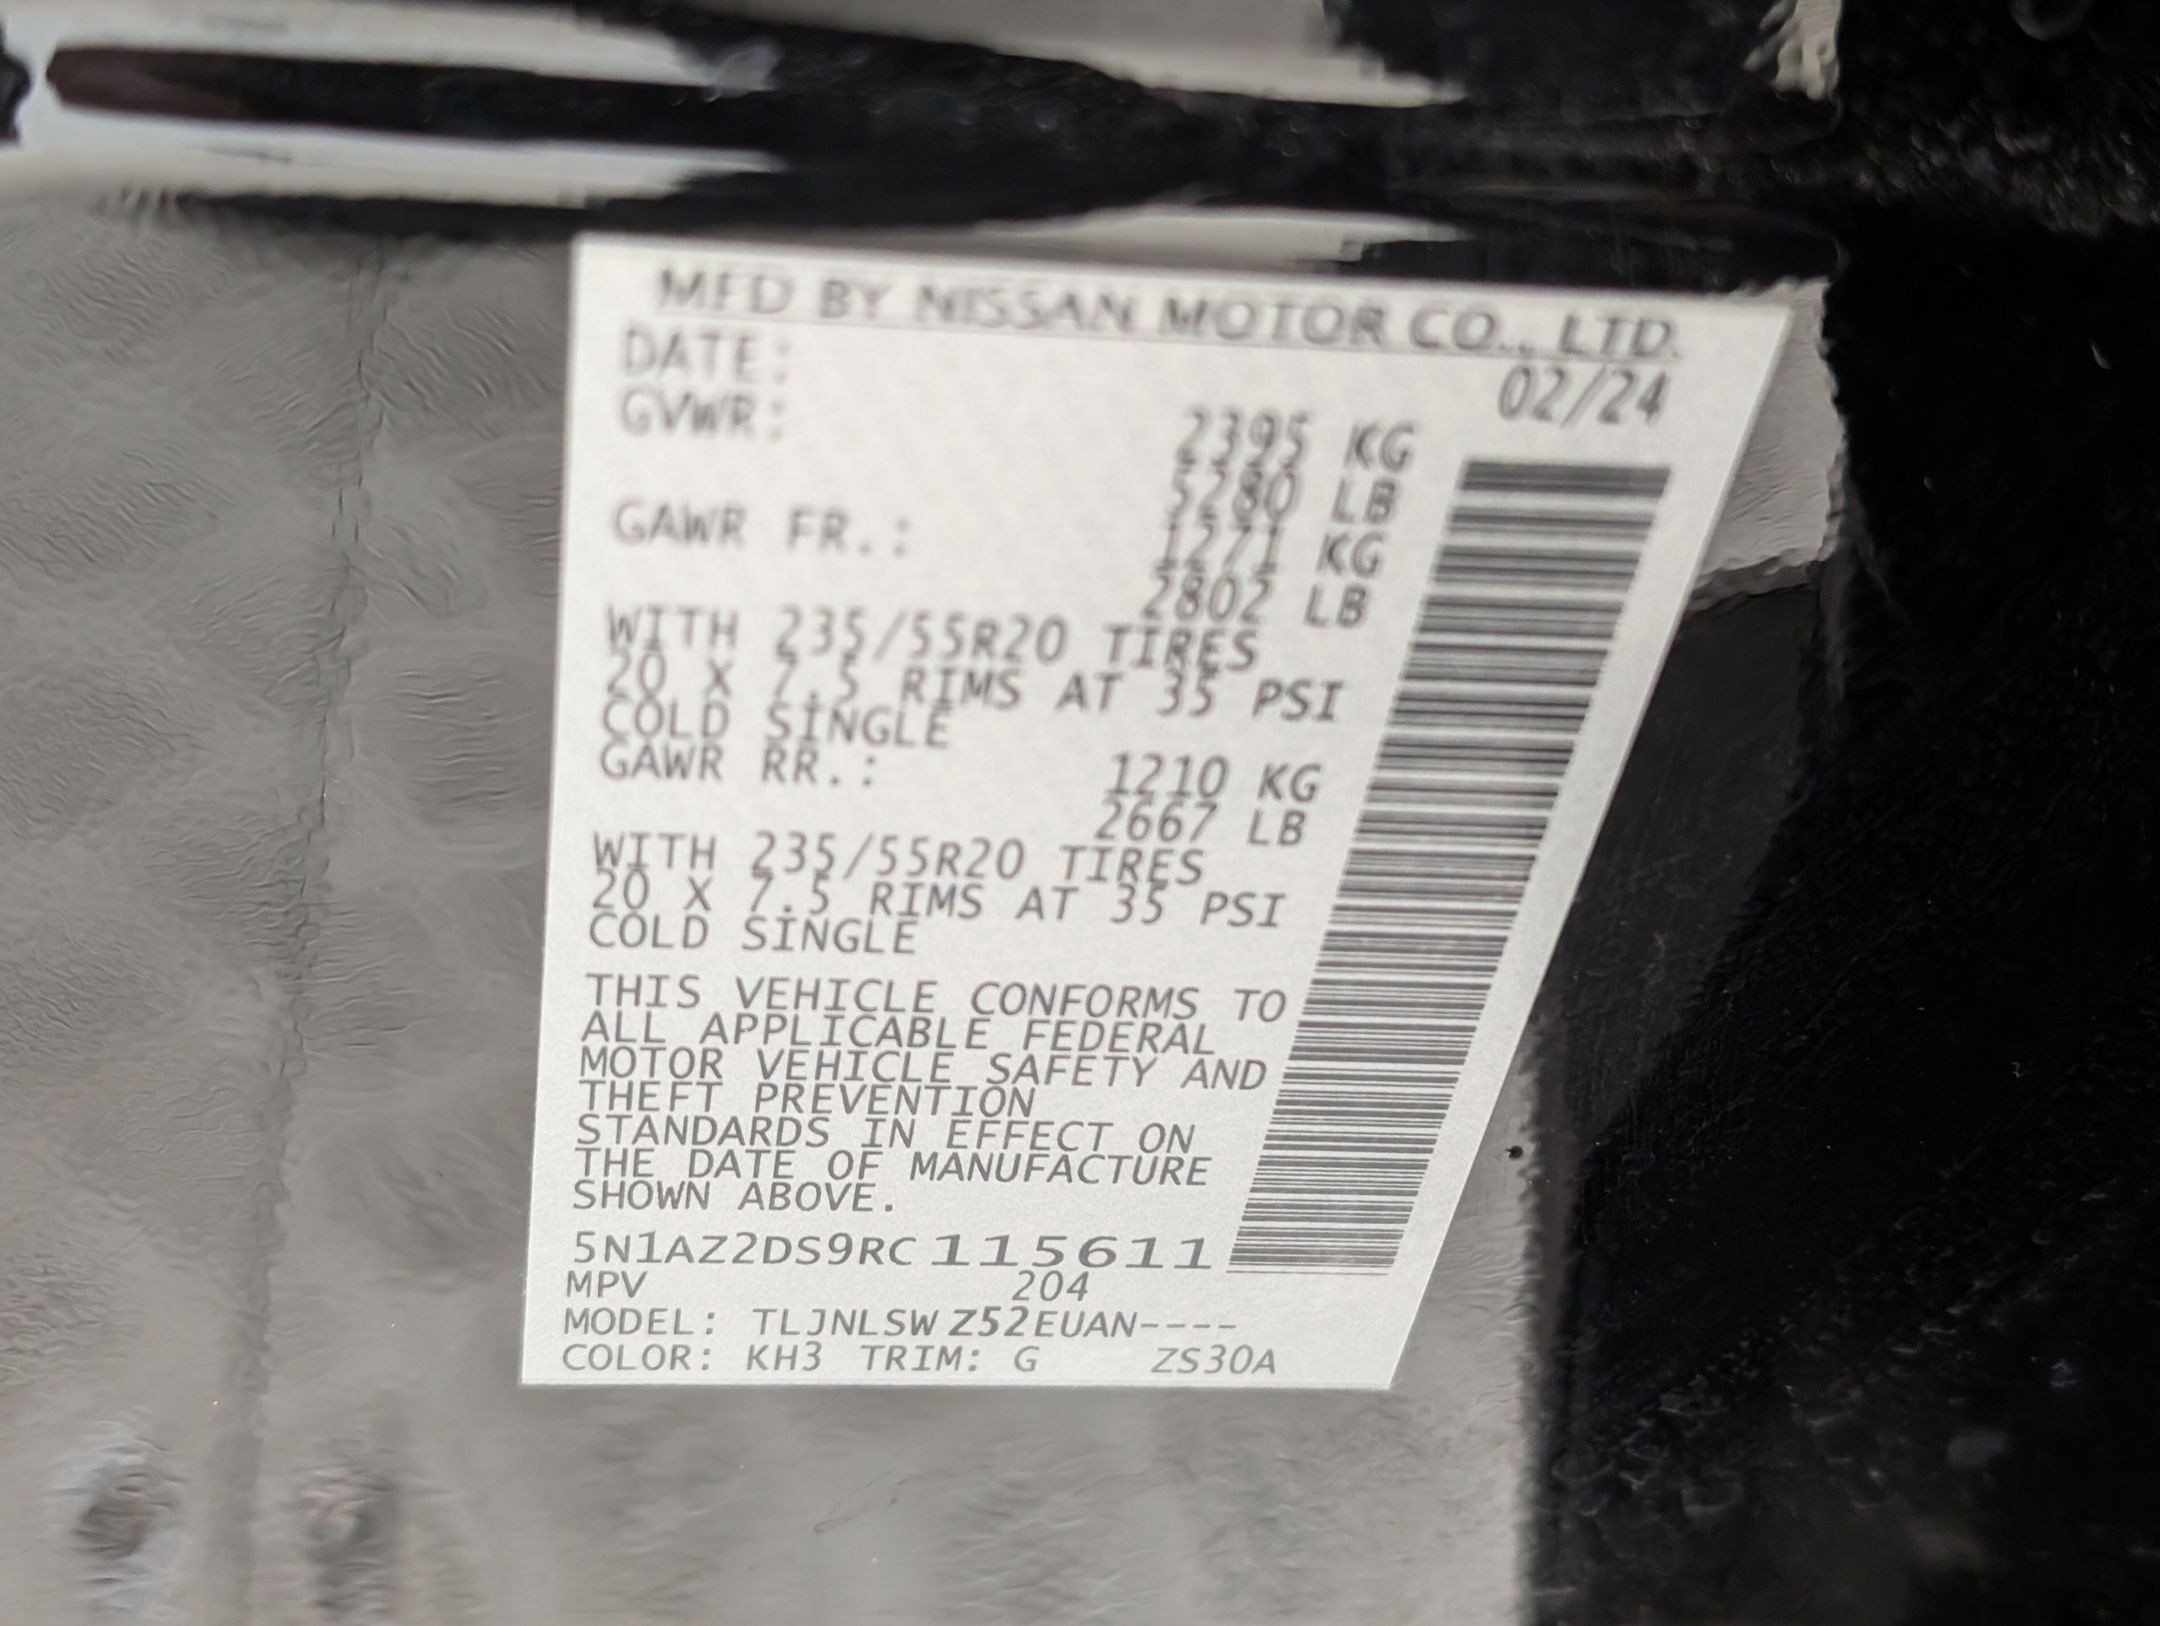 MFD BY NISSAN MOTOR CO., LTD.
DATE: 02/24
GVWR: 2395 KG
5280 LB
GAWR FR.: 1271 KG
2802 LB
WITH 235/55R20 TIRES
20 X 7.5 RIMS AT 35 PSI
COLD SINGLE
GAWR RR.: 1210 KG
2667 LB
WITH 235/55R20 TIRES
20 X 7.5 RIMS AT 35 PSI
COLD SINGLE
THIS VEHICLE CONFORMS TO
ALL APPLICABLE FEDERAL
MOTOR VEHICLE SAFETY AND
THEFT PREVENTION
STANDARDS IN EFFECT ON
THE DATE OF MANUFACTURE
SHOWN ABOVE.
5N1AZ2DS9RC115611
MPV 204
MODEL: TLJNLSWZ52EUAN----
COLOR: KH3 TRIM: G ZS30A